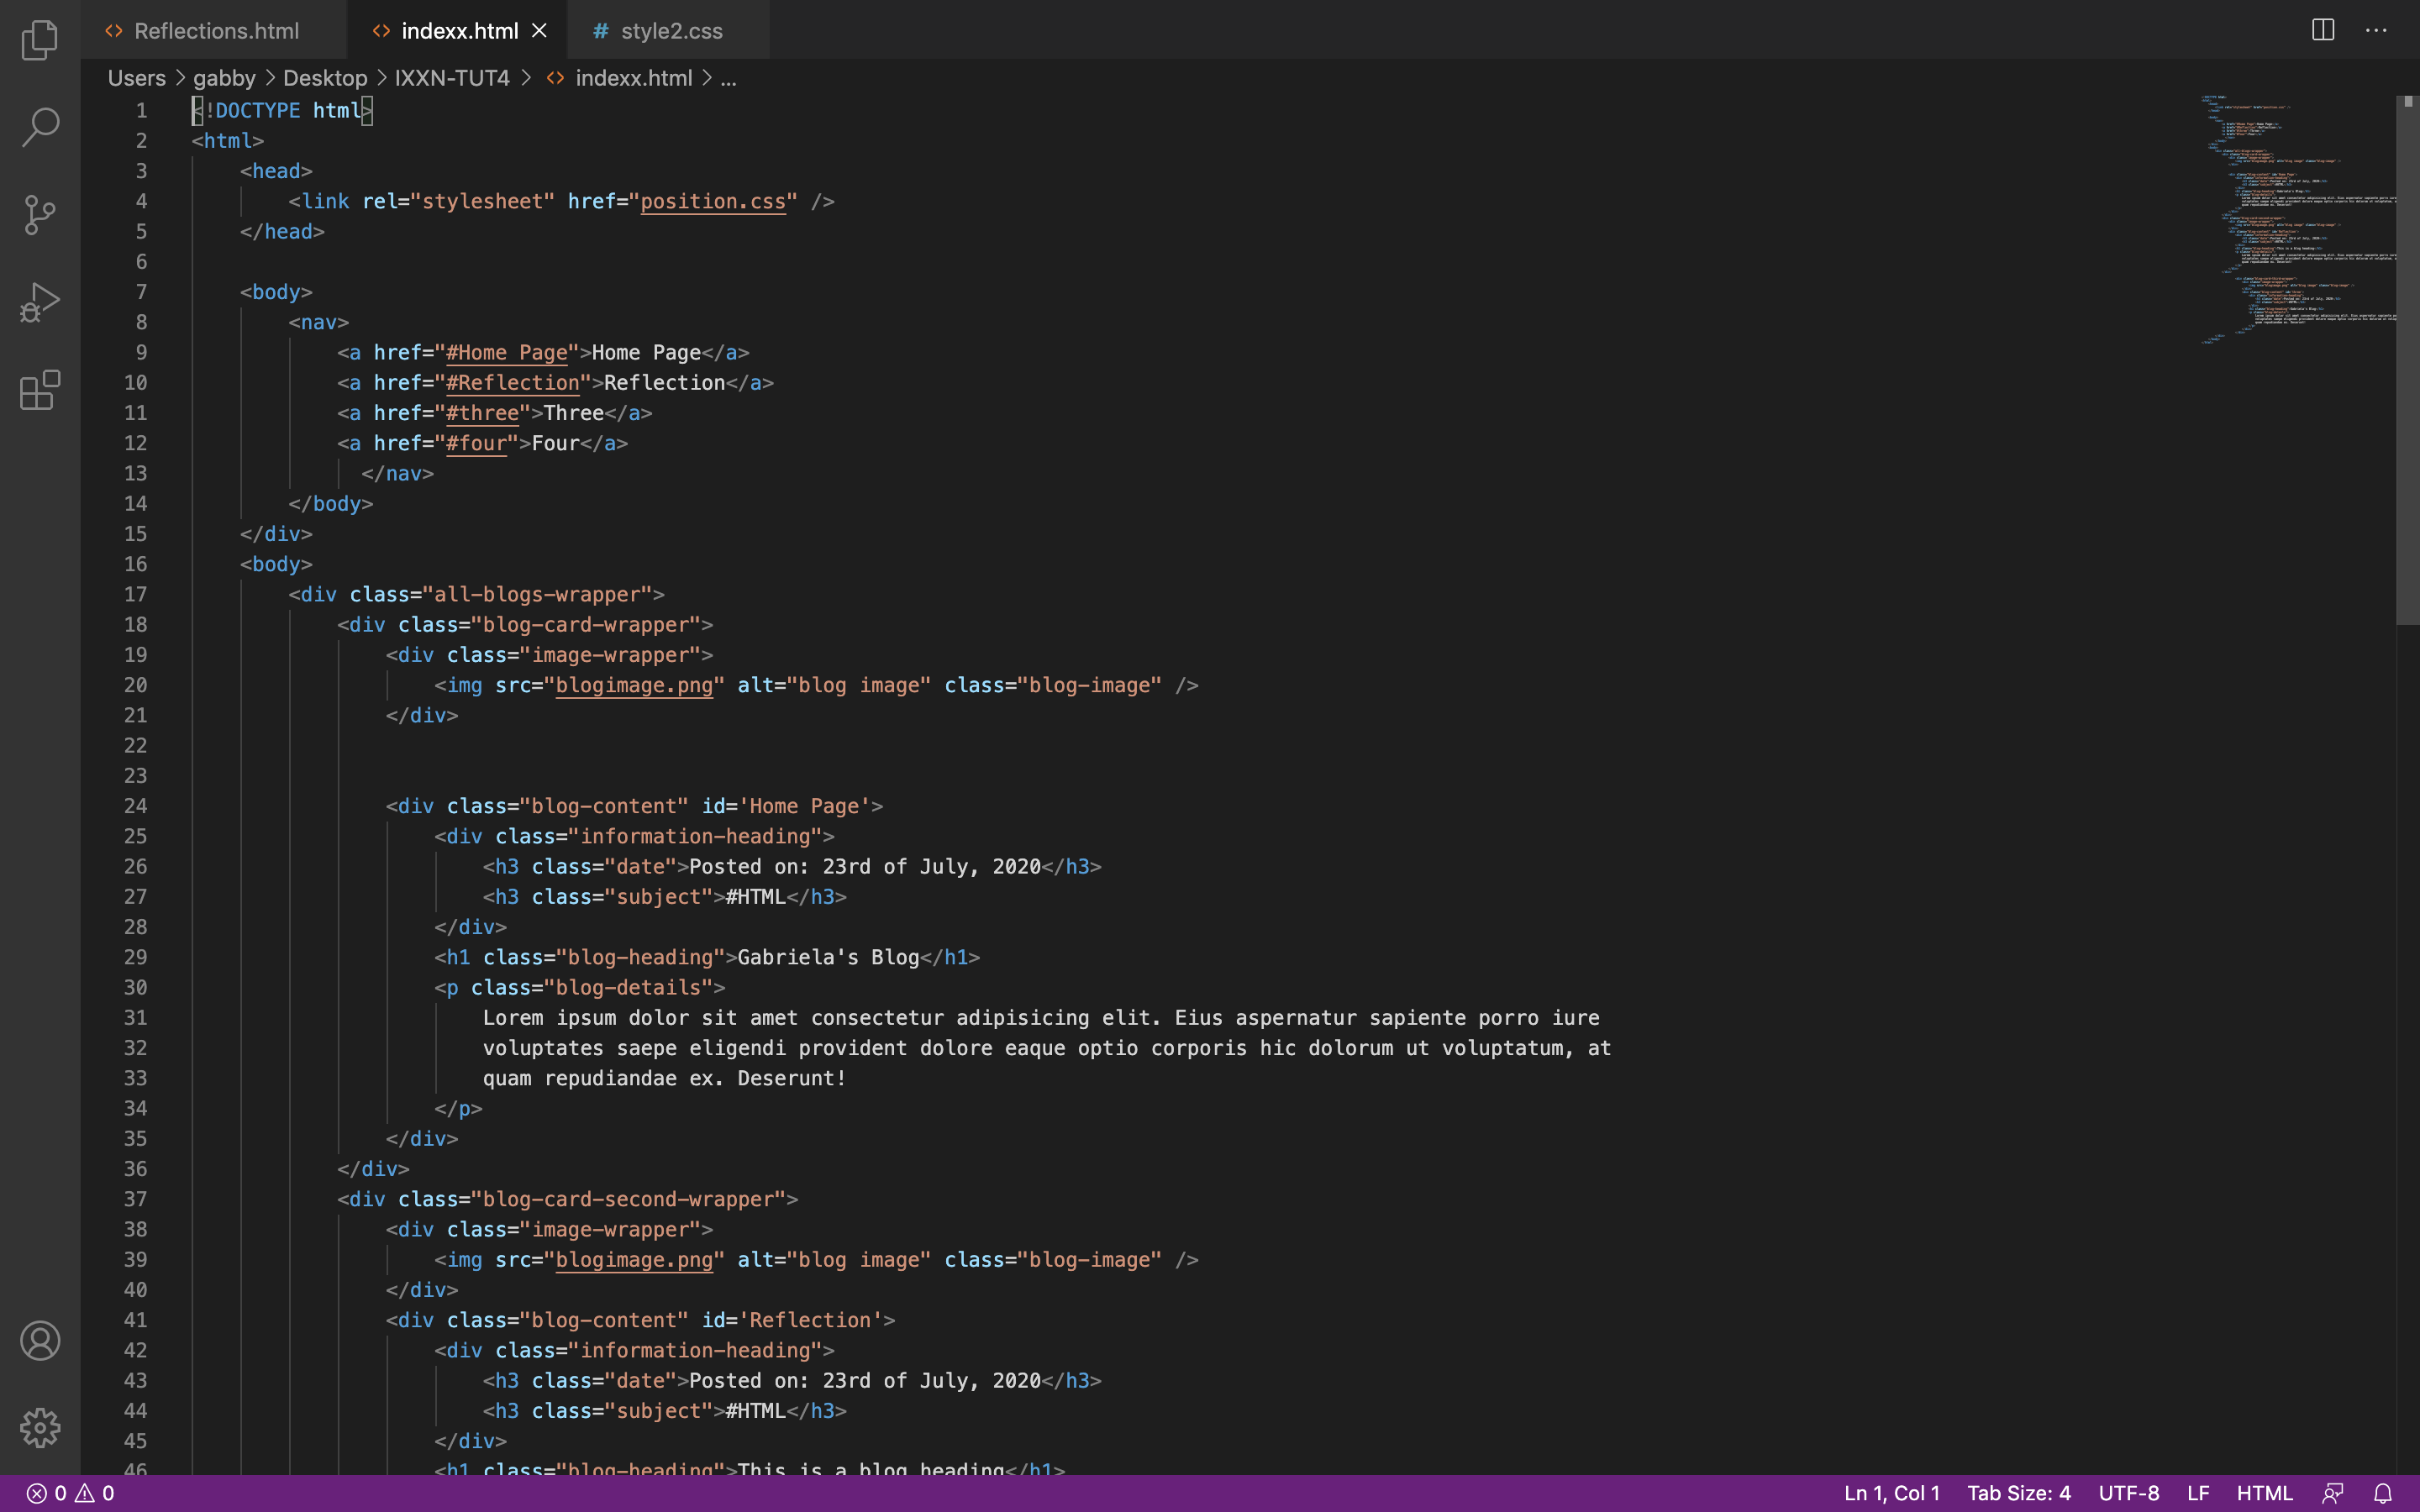 Reflections.html indexx.html style2.css
Users > gabby > Desktop > IXXN-TUT4 > indexx.html > ...
1 <!DOCTYPE html>
2 <html>
3 <head>
4 <link rel="stylesheet" href="position.css" />
5 </head>
6
7 <body>
8 <nav>
9 <a href="#Home Page">Home Page</a>
10 <a href="#Reflection">Reflection</a>
11 <a href="#three">Three</a>
12 <a href="#four">Four</a>
13 </nav>
14 </body>
15 </div>
16 <body>
17 <div class="all-blogs-wrapper">
18 <div class="blog-card-wrapper">
19 <div class="image-wrapper">
20 <img src="blogimage.png" alt="blog image" class="blog-image" />
21 </div>
22
23
24 <div class="blog-content" id='Home Page'>
25 <div class="information-heading">
26 <h3 class="date">Posted on: 23rd of July, 2020</h3>
27 <h3 class="subject">#HTML</h3>
28 </div>
29 <h1 class="blog-heading">Gabriela's Blog</h1>
30 <p class="blog-details">
31 Lorem ipsum dolor sit amet consectetur adipisicing elit. Eius aspernatur sapiente porro iure
32 voluptates saepe eligendi provident dolore eaque optio corporis hic dolorum ut voluptatum, at
33 quam repudiandae ex. Deserunt!
34 </p>
35 </div>
36 </div>
37 <div class="blog-card-second-wrapper">
38 <div class="image-wrapper">
39 <img src="blogimage.png" alt="blog image" class="blog-image" />
40 </div>
41 <div class="blog-content" id='Reflection'>
42 <div class="information-heading">
43 <h3 class="date">Posted on: 23rd of July, 2020</h3>
44 <h3 class="subject">#HTML</h3>
45 </div>
46 <h1 class="blog-heading">This is a blog heading</h1>
0 0 Ln 1, Col 1 Tab Size: 4 UTF-8 LF HTML